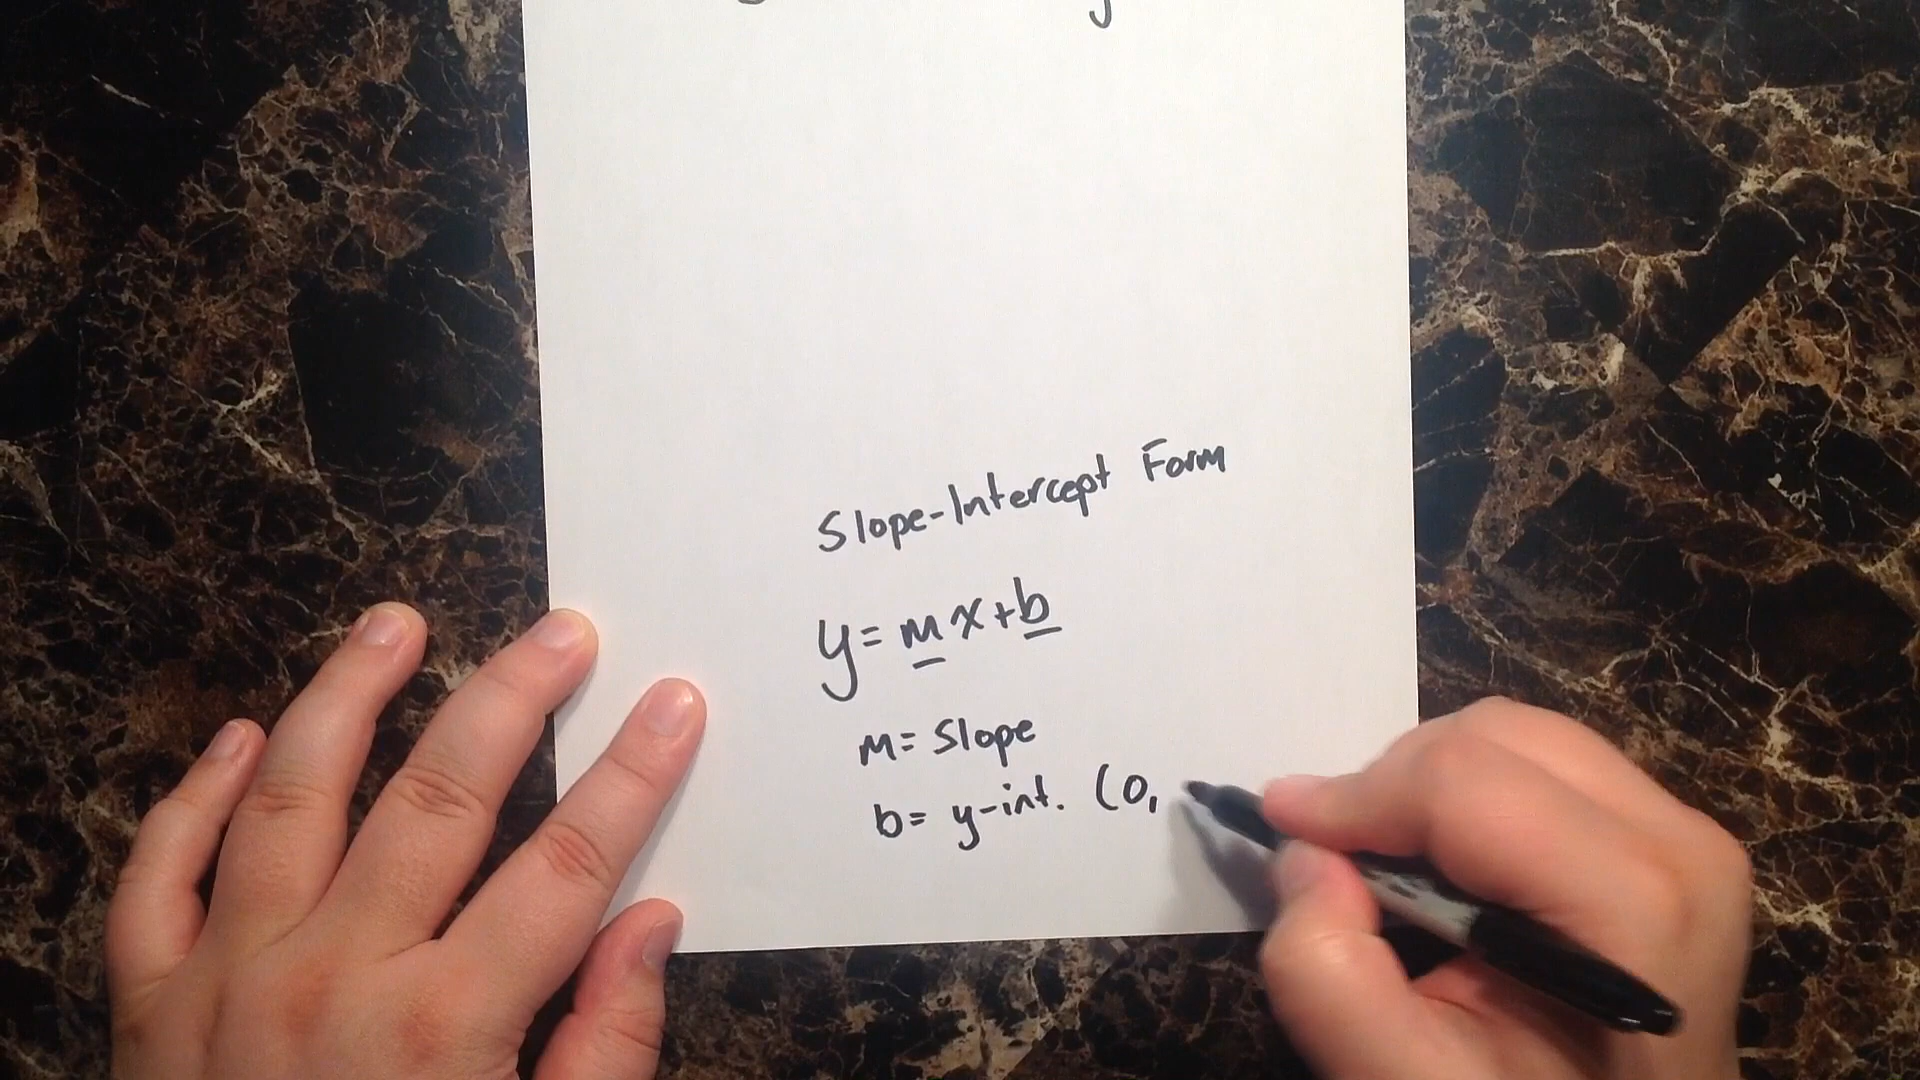 Slope-Intercept Form
y = mx+b
m = Slope
b = y-int. (0,